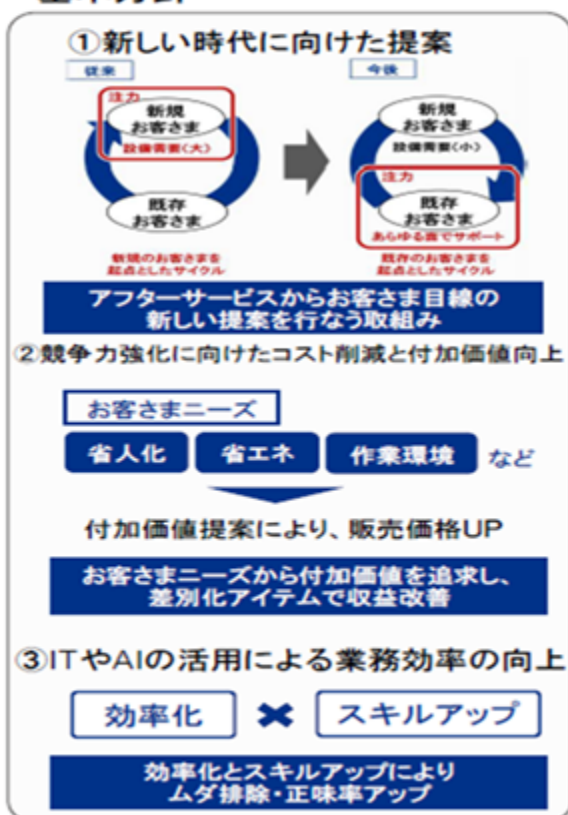 ①新しい時代に向けた提案
従来
今後
注力
新規
お客さま
設備需要(大)
既存
お客さま
新規のお客さまを
起点としたサイクル
新規
お客さま
設備需要(小)
注力
既存
お客さま
あらゆる面でサポート
既存のお客さまを
起点としたサイクル
アフターサービスからお客さま目線の
新しい提案を行なう取組み
②競争力強化に向けたコスト削減と付加価値向上
お客さまニーズ
省人化 省エネ 作業環境 など
付加価値提案により、販売価格UP
お客さまニーズから付加価値を追求し、
差別化アイテムで収益改善
③ITやAIの活用による業務効率の向上
効率化 ✖ スキルアップ
効率化とスキルアップにより
ムダ排除・正味率アップ